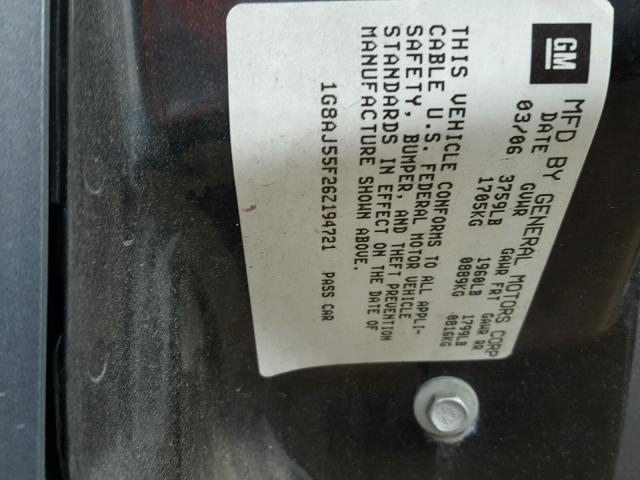 GM
MFD BY GENERAL MOTORS CORP
DATE GVWR GAWR FRT GAWR RR
03/06 3759LB 1960LB 1799LB
1705KG 0889KG 0816KG
THIS VEHICLE CONFORMS TO ALL APPLI-
CABLE U.S. FEDERAL MOTOR VEHICLE
SAFETY, BUMPER, AND THEFT PREVENTION
STANDARDS IN EFFECT ON THE DATE OF
MANUFACTURE SHOWN ABOVE.
1G8AJ55F26Z194721 PASS CAR